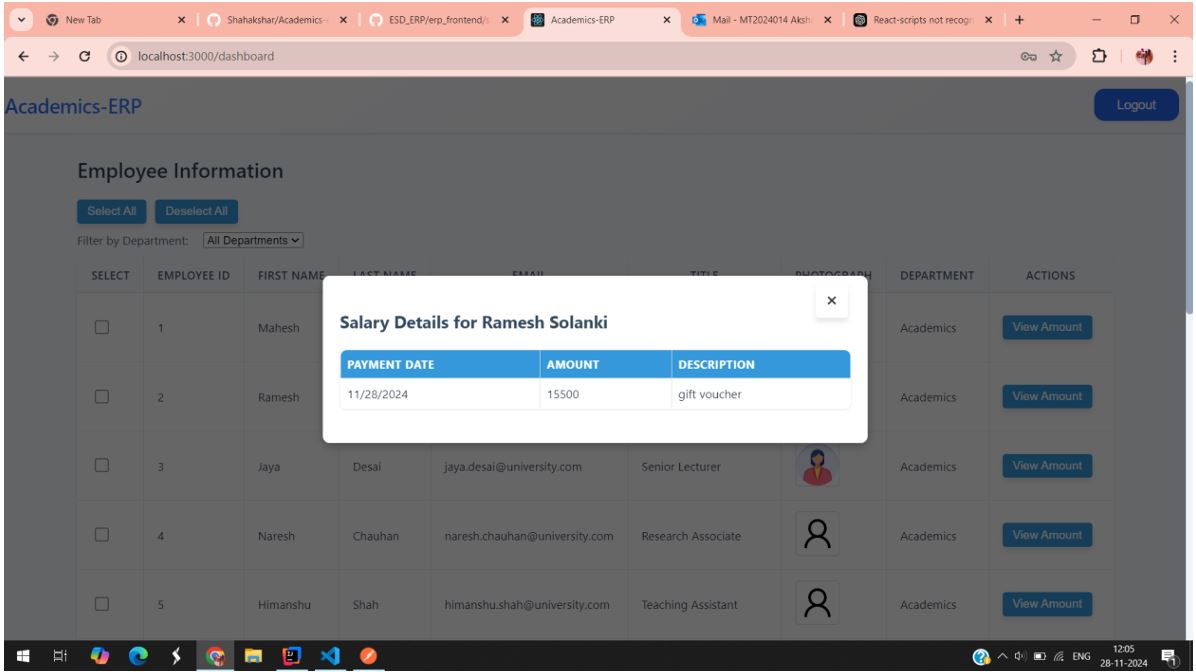 New Tab Shahakshar/Academics- ESD_ERP/erp_frontend/s Academics-ERP Mail - MT2024014 Aksh React-scripts not recogn
localhost:3000/dashboard
Academics-ERP Logout
Employee Information
Select All Deselect All
Filter by Department: All Departments
SELECT EMPLOYEE ID FIRST NAME LAST NAME EMAIL TITLE PHOTOGRAPH DEPARTMENT ACTIONS
1 Mahesh Academics View Amount
Salary Details for Ramesh Solanki
PAYMENT DATE AMOUNT DESCRIPTION
11/28/2024 15500 gift voucher
2 Ramesh Academics View Amount
3 Jaya Desai jaya.desai@university.com Senior Lecturer Academics View Amount
4 Naresh Chauhan naresh.chauhan@university.com Research Associate Academics View Amount
5 Himanshu Shah himanshu.shah@university.com Teaching Assistant Academics View Amount
ENG 12:05
28-11-2024 1